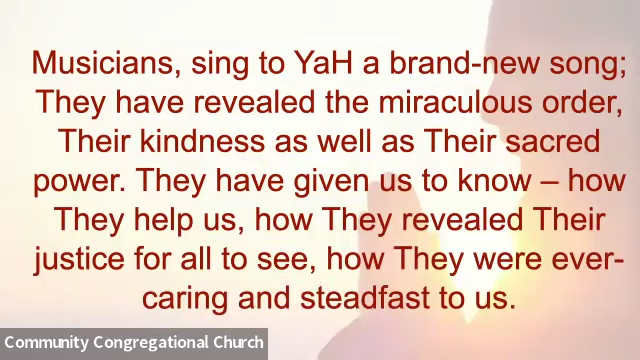 Musicians, sing to YaH a brand-new song;
They have revealed the miraculous order,
Their kindness as well as Their sacred
power. They have given us to know – how
They help us, how They revealed Their
justice for all to see, how They were ever-
caring and steadfast to us.
Community Congregational Church